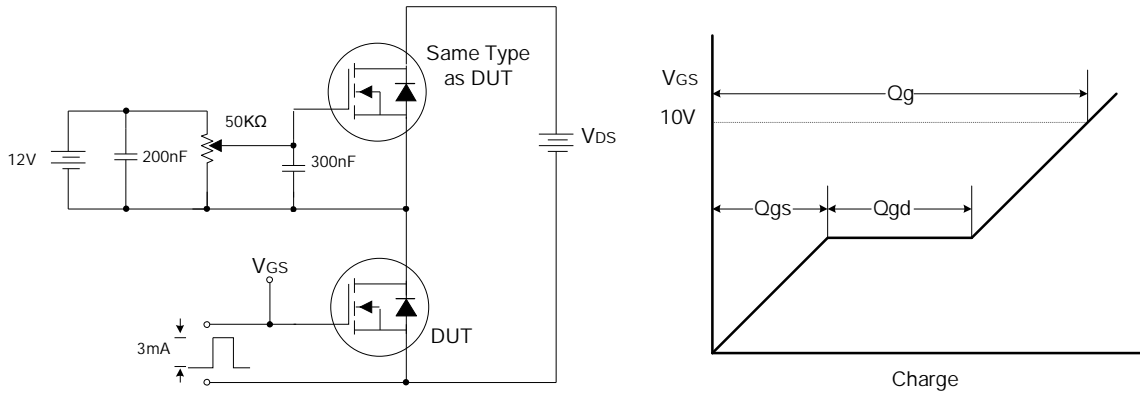 Same Type
as DUT
12V
200nF
50KΩ
300nF
VDS
VGS
3mA
DUT
VGS
10V
Qg
Qgs
Qgd
Charge